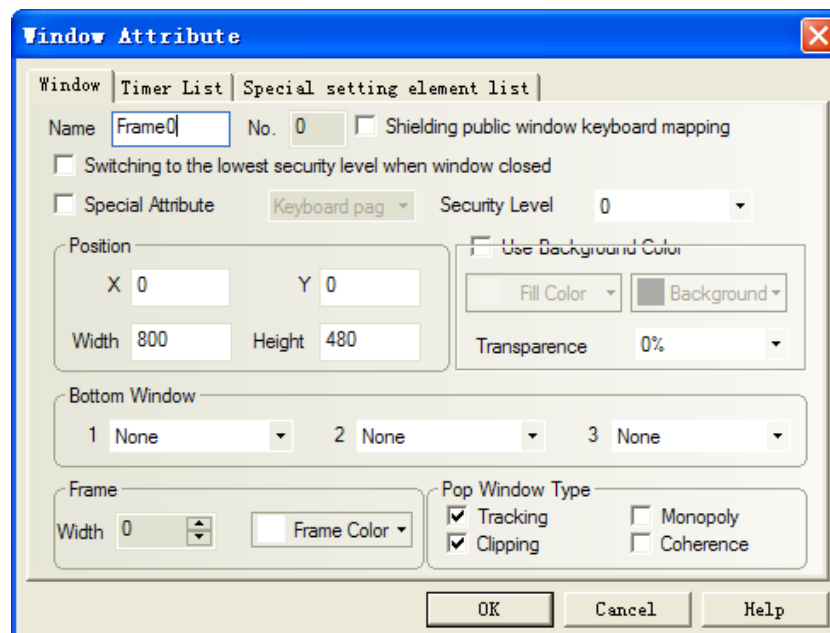 Window Attribute
Window Timer List Special setting element list
Name Frame0 No. 0 Shielding public window keyboard mapping
Switching to the lowest security level when window closed
Special Attribute Keyboard pag Security Level 0
Position Use Background Color
X 0 Y 0 Fill Color Background
Width 800 Height 480 Transparence 0%
Bottom Window
1 None 2 None 3 None
Frame Pop Window Type
Width 0 Frame Color Tracking Monopoly
Clipping Coherence
OK Cancel Help